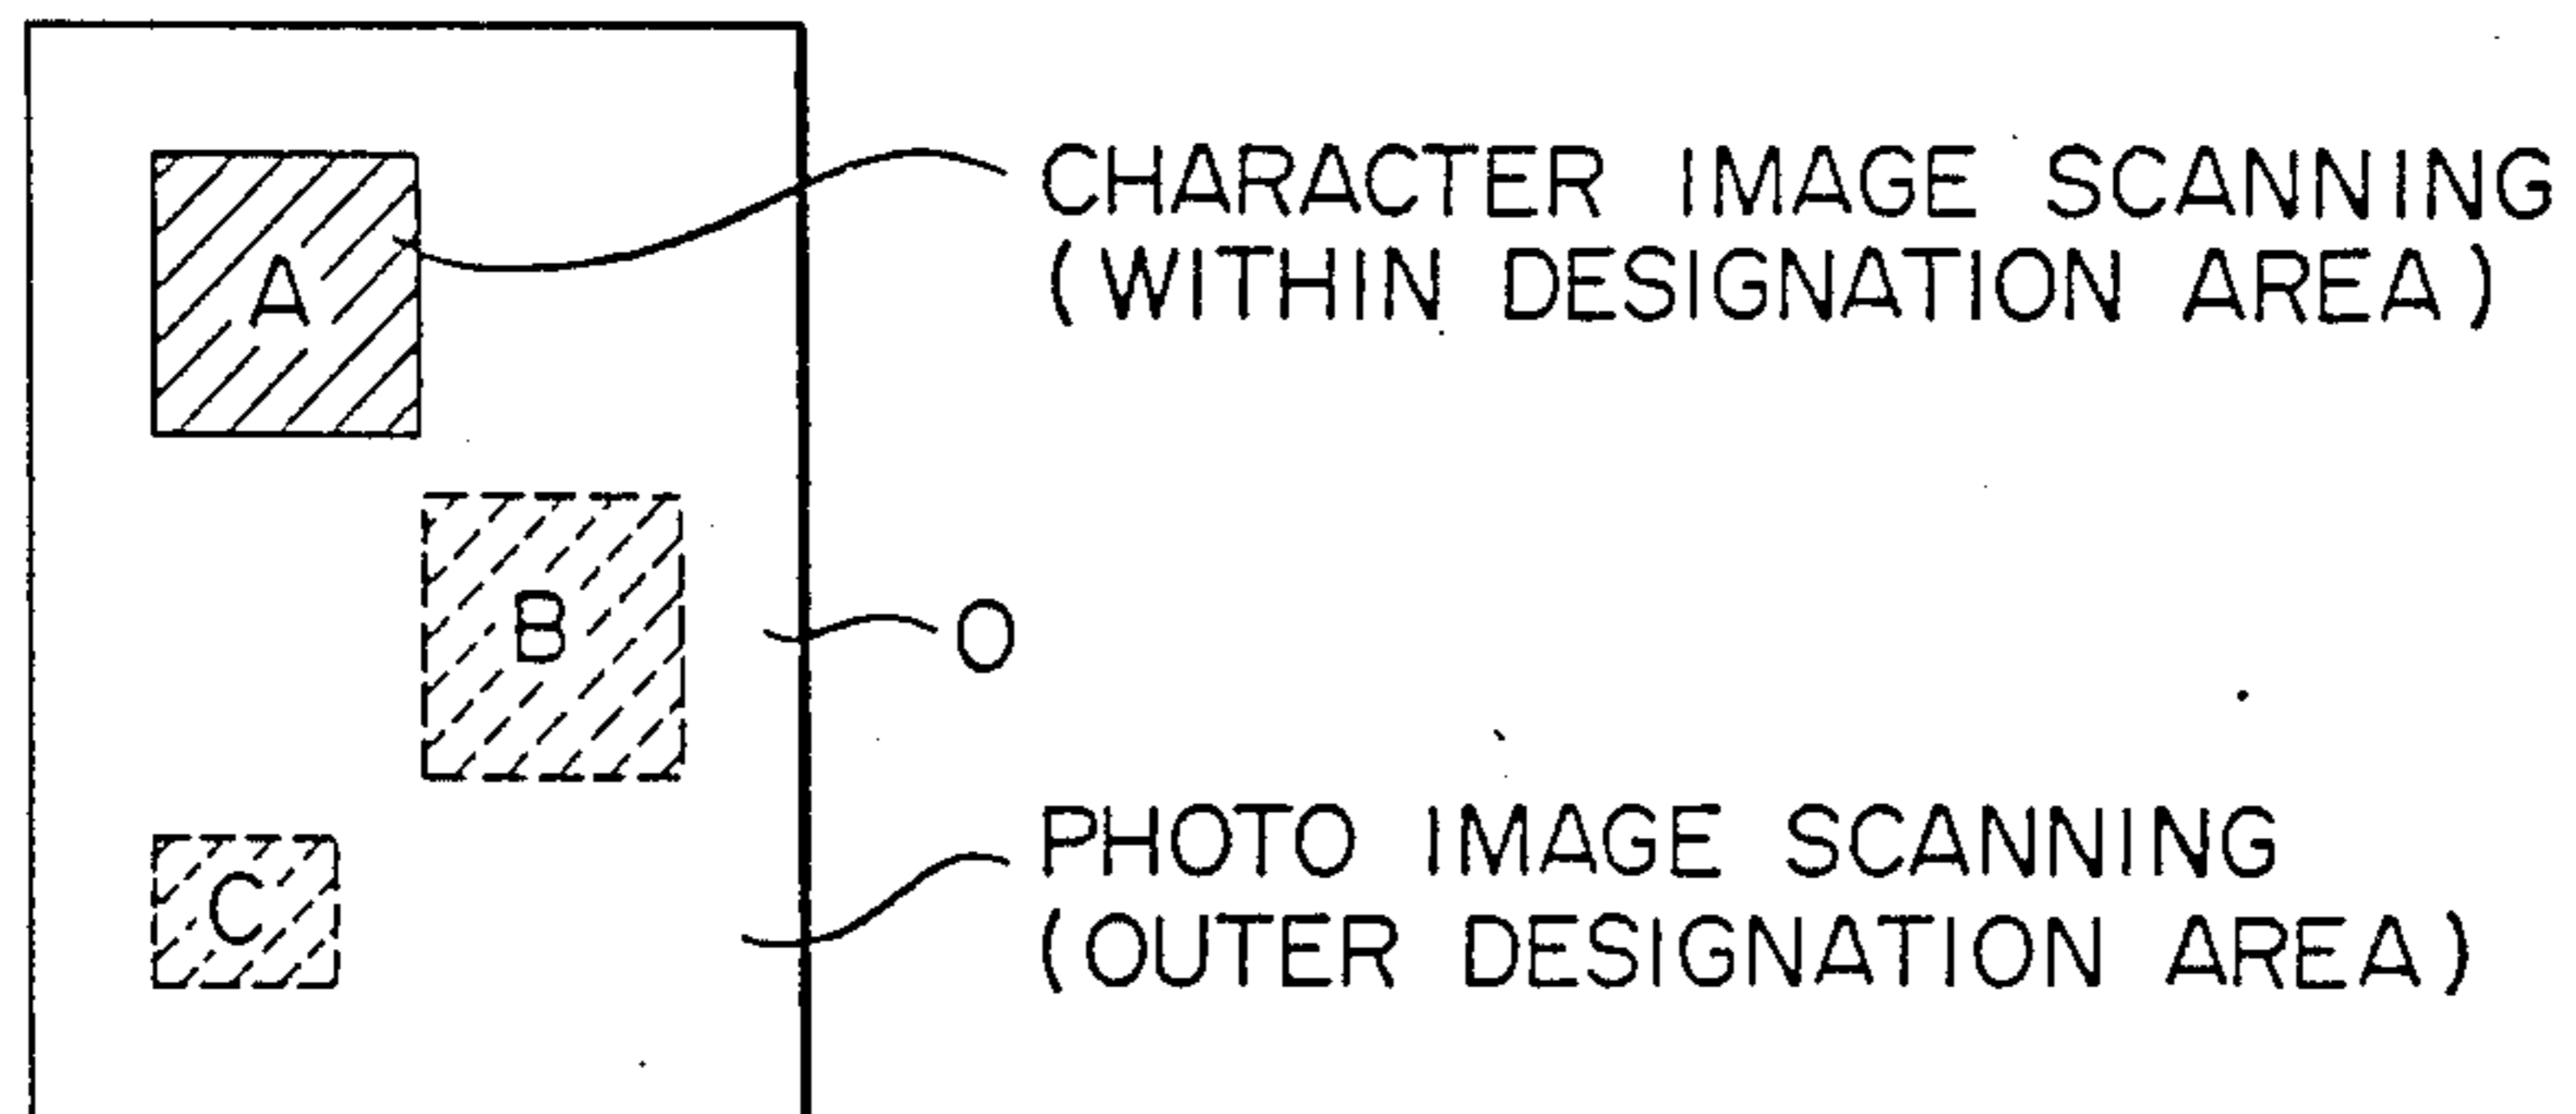 CHARACTER IMAGE SCANNING
(WITHIN DESIGNATION AREA)
A
B
O
PHOTO IMAGE SCANNING
(OUTER DESIGNATION AREA)
C